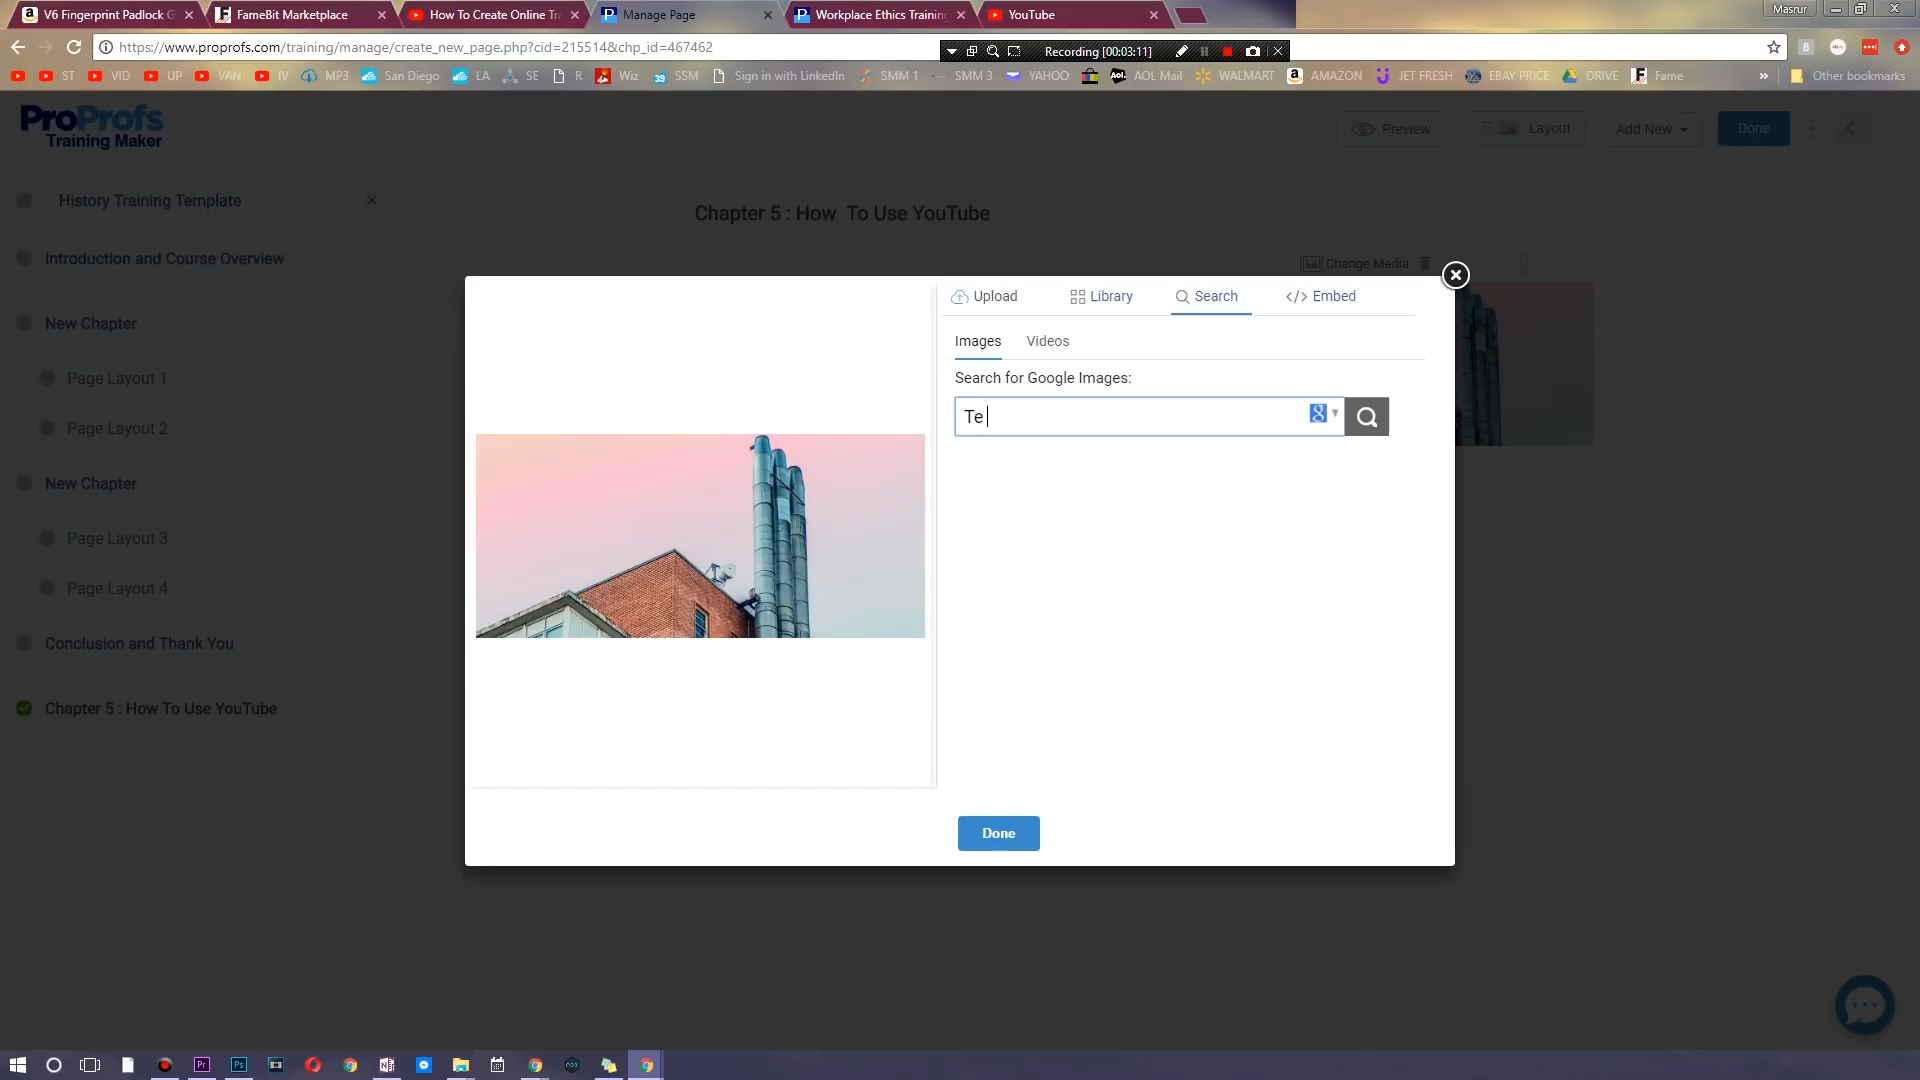 V6 Fingerprint Padlock G
FameBit Marketplace
How To Create Online Tr
Manage Page
Workplace Ethics Training
YouTube
Masrur
https://www.proprofs.com/training/manage/create_new_page.php?cid=215514&chp_id=467462
Recording [00:03:11]
ST
VID
UP
VAN
IV
MP3
San Diego
LA
SE
R
Wiz
SSM
Sign in with LinkedIn
SMM 1
SMM 3
YAHOO
AOL Mail
WALMART
AMAZON
JET FRESH
EBAY PRICE
DRIVE
Fame
Other bookmarks
ProProfs
Training Maker
Preview
Layout
Add New
Done
History Training Template
Chapter 5 : How To Use YouTube
Introduction and Course Overview
Change Media
Upload
Library
Search
Embed
New Chapter
Images
Videos
Page Layout 1
Search for Google Images:
Te
Page Layout 2
New Chapter
Page Layout 3
Page Layout 4
Conclusion and Thank You
Chapter 5 : How To Use YouTube
Done